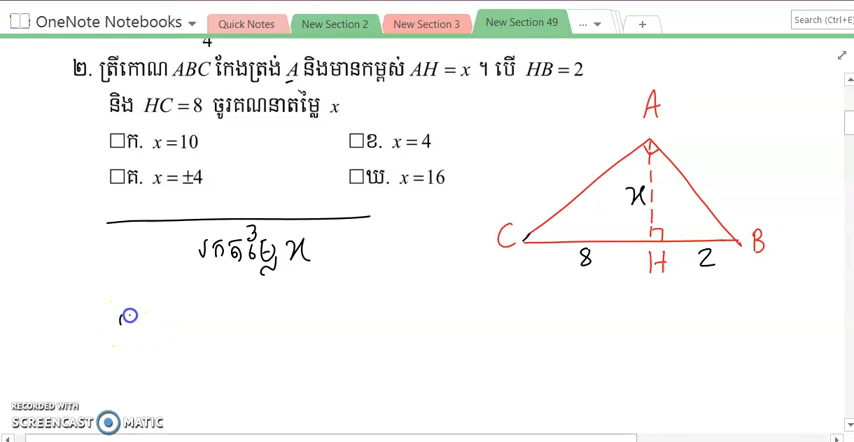 OneNote Notebooks
Quick Notes
New Section 2
New Section 3
New Section 49
Search (Ctrl+E)
4
២. ត្រីកោណ ABC កែងត្រង់ A និងមានកម្ពស់ AH = x ។ បើ HB = 2
និង HC = 8 ចូរគណនាតម្លៃ x
☐ក. x = 10
☐ខ. x = 4
☐គ. x = ±4
☐ឃ. x = 16
រកតម្លៃ x
A
x
C
B
8
H
2
RECORDED WITH
SCREENCAST MATIC